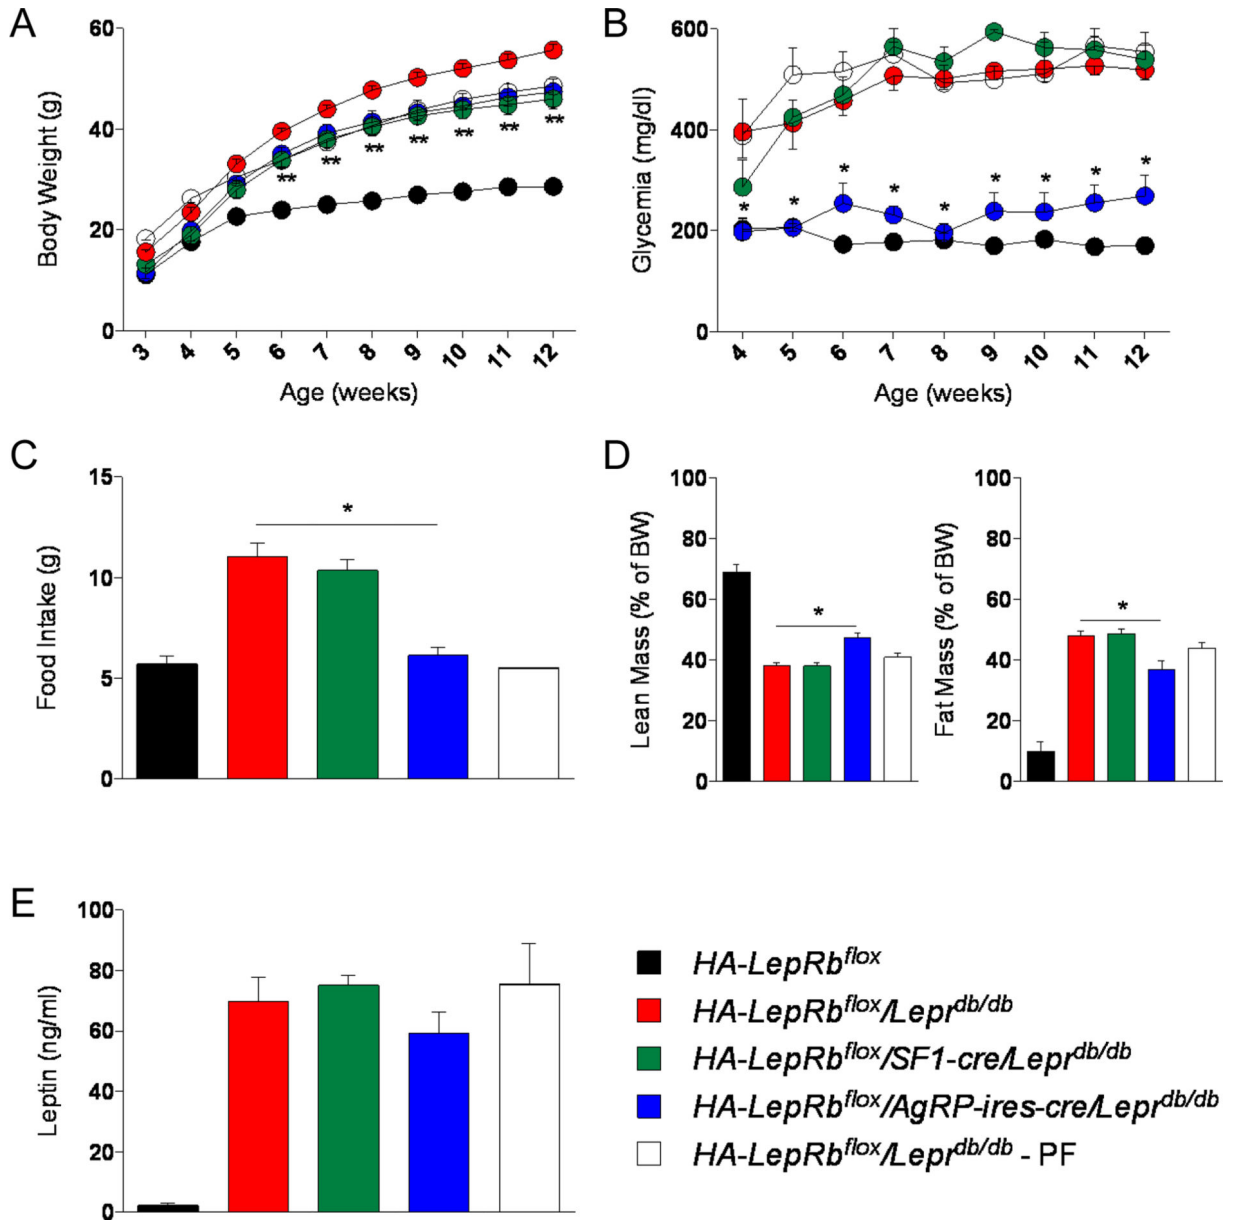 A
Body Weight (g)
60
40
20
0
** ** ** ** ** ** **
3 4 5 6 7 8 9 10 11 12
Age (weeks)
B
Glycemia (mg/dl)
600
400
200
0
* * * * * * * * *
4 5 6 7 8 9 10 11 12
Age (weeks)
C
Food Intake (g)
15
10
5
0
*
D
Lean Mass (% of BW)
100
80
60
40
20
0
*
Fat Mass (% of BW)
100
80
60
40
20
0
*
E
Leptin (ng/ml)
100
80
60
40
20
0
HA-LepRb^flox
HA-LepRb^flox/Lepr^db/db
HA-LepRb^flox/SF1-cre/Lepr^db/db
HA-LepRb^flox/AgRP-ires-cre/Lepr^db/db
HA-LepRb^flox/Lepr^db/db - PF